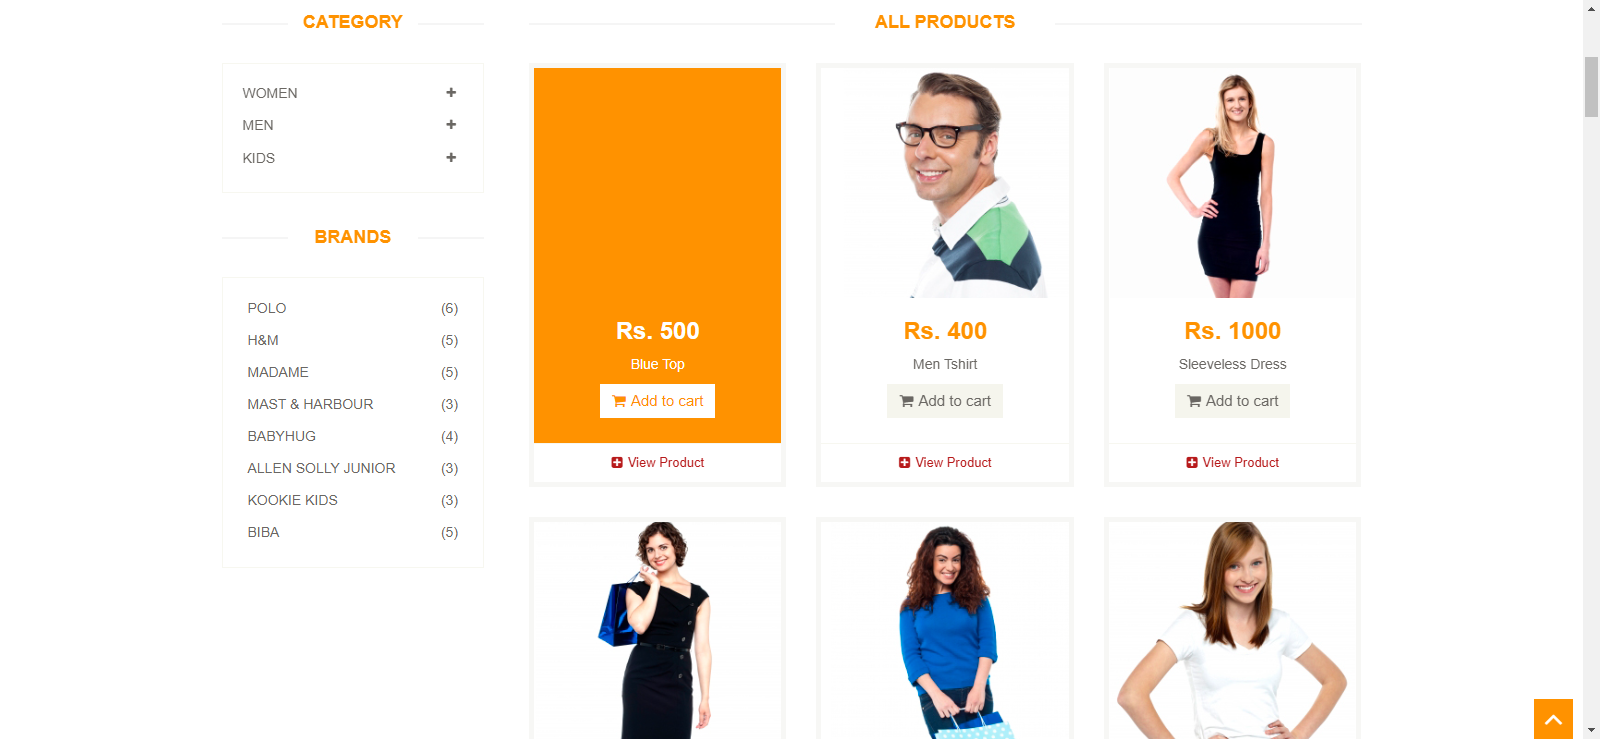 CATEGORY
WOMEN
MEN
KIDS
BRANDS
POLO (6)
H&M (5)
MADAME (5)
MAST & HARBOUR (3)
BABYHUG (4)
ALLEN SOLLY JUNIOR (3)
KOOKIE KIDS (3)
BIBA (5)
ALL PRODUCTS
Rs. 500
Blue Top
Add to cart
View Product
Rs. 400
Men Tshirt
Add to cart
View Product
Rs. 1000
Sleeveless Dress
Add to cart
View Product